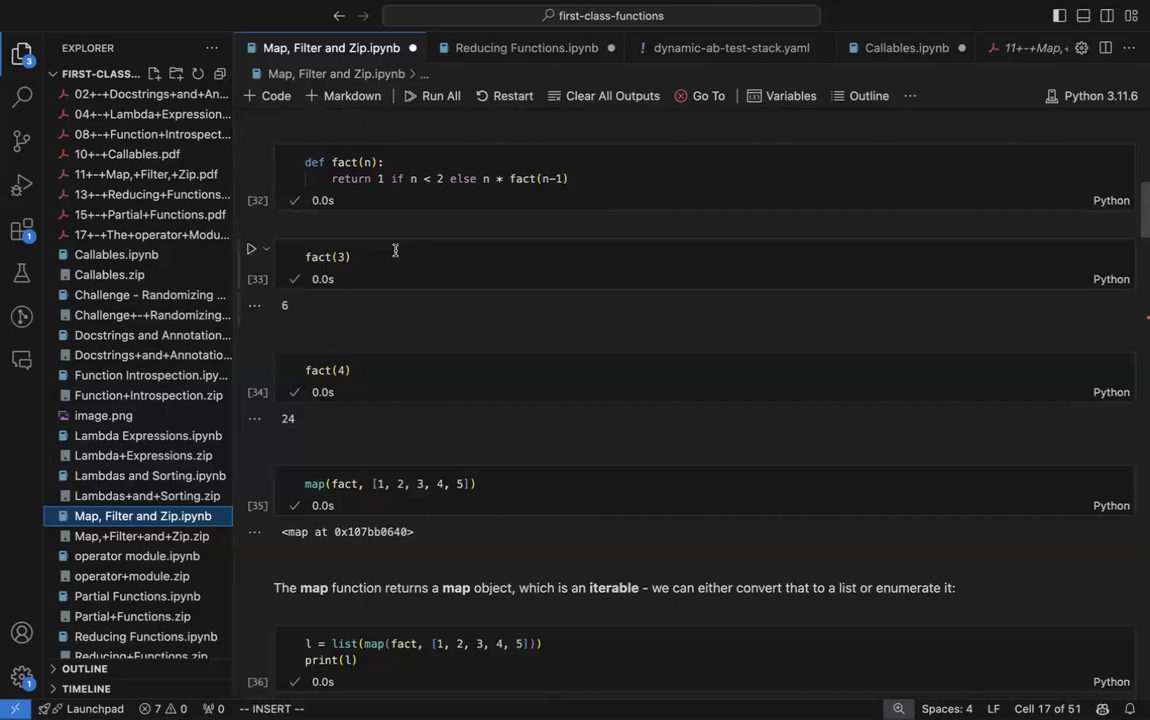 first-class-functions
EXPLORER
FIRST-CLASS...
02+-+Docstrings+and+An...
04+-+Lambda+Expression...
08+-+Function+Introspect...
10+-+Callables.pdf
11+-+Map,+Filter,+Zip.pdf
13+-+Reducing+Functions...
15+-+Partial+Functions.pdf
17+-+The+operator+Modu...
Callables.ipynb
Callables.zip
Challenge - Randomizing ...
Challenge+-+Randomizing...
Docstrings and Annotation...
Docstrings+and+Annotatio...
Function Introspection.ipy...
Function+Introspection.zip
image.png
Lambda Expressions.ipynb
Lambda+Expressions.zip
Lambdas and Sorting.ipynb
Lambdas+and+Sorting.zip
Map, Filter and Zip.ipynb
Map,+Filter+and+Zip.zip
operator module.ipynb
operator+module.zip
Partial Functions.ipynb
Partial+Functions.zip
Reducing Functions.ipynb
Reducing+Functions.zip
OUTLINE
TIMELINE
3
1
1
Map, Filter and Zip.ipynb
Reducing Functions.ipynb
! dynamic-ab-test-stack.yaml
Callables.ipynb
11+-+Map,+
Map, Filter and Zip.ipynb > ...
+ Code + Markdown Run All Restart Clear All Outputs Go To Variables Outline ... Python 3.11.6
def fact(n):
    return 1 if n < 2 else n * fact(n-1)
[32] 0.0s Python
fact(3)
[33] 0.0s Python
... 6
fact(4)
[34] 0.0s Python
... 24
map(fact, [1, 2, 3, 4, 5])
[35] 0.0s Python
... <map at 0x107bb0640>
The map function returns a map object, which is an iterable - we can either convert that to a list or enumerate it:
l = list(map(fact, [1, 2, 3, 4, 5]))
print(l)
[36] 0.0s Python
Launchpad 7 0 0 -- INSERT -- Spaces: 4 LF Cell 17 of 51